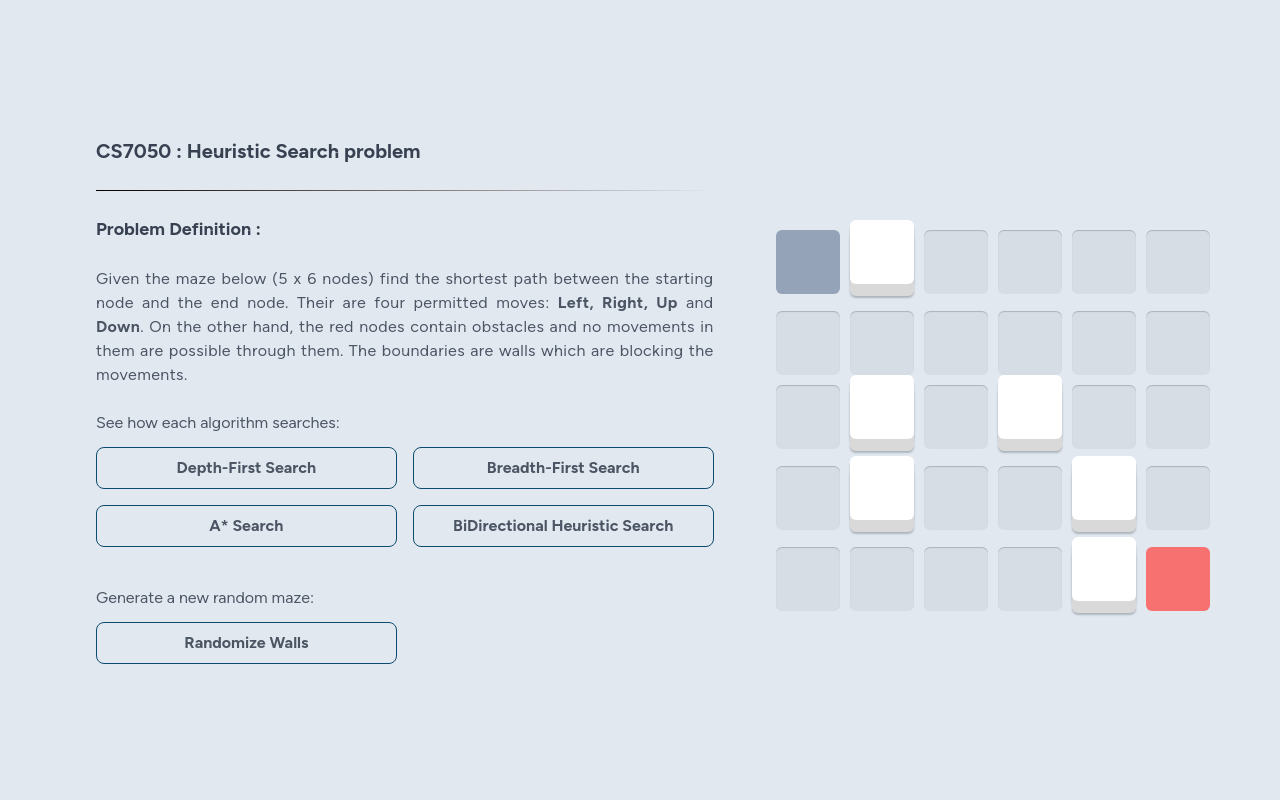 CS7050 : Heuristic Search problem
Problem Definition :
Given the maze below (5 x 6 nodes) find the shortest path between the starting
node and the end node. Their are four permitted moves: Left, Right, Up and
Down. On the other hand, the red nodes contain obstacles and no movements in
them are possible through them. The boundaries are walls which are blocking the
movements.
See how each algorithm searches:
Depth-First Search
Breadth-First Search
A* Search
BiDirectional Heuristic Search
Generate a new random maze:
Randomize Walls